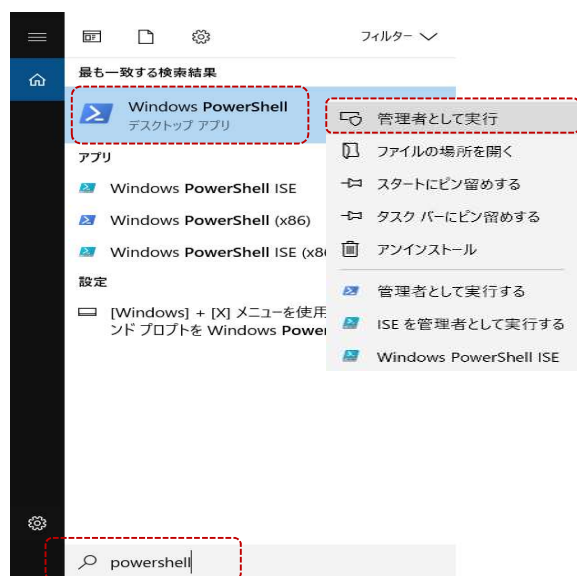 フィルター
最も一致する検索結果
Windows PowerShell
デスクトップ アプリ
アプリ
Windows PowerShell ISE
Windows PowerShell (x86)
Windows PowerShell ISE (x8
設定
[Windows] + [X] メニューを使用
ンド プロプトを Windows Power
管理者として実行
ファイルの場所を開く
スタートにピン留めする
タスク バーにピン留めする
アンインストール
管理者として実行する
ISE を管理者として実行する
Windows PowerShell ISE
powershell